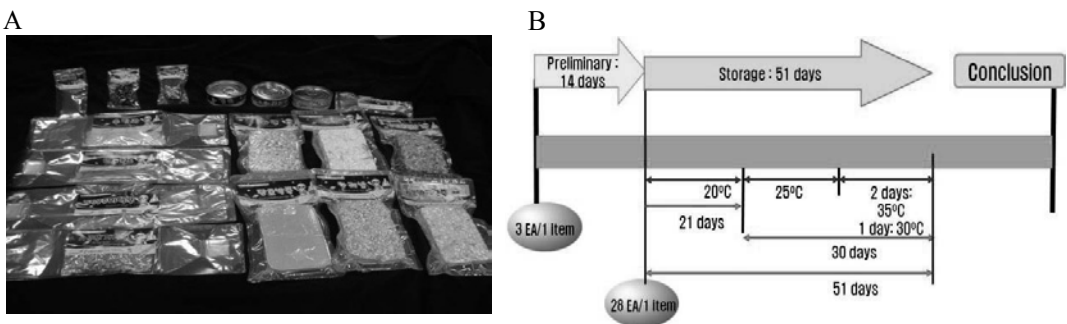 A
B
Preliminary :
14 days
Storage : 51 days
Conclusion
20ºC
25ºC
2 days:
35ºC
1 day: 30ºC
21 days
3 EA/1 Item
30 days
51 days
28 EA/1 Item